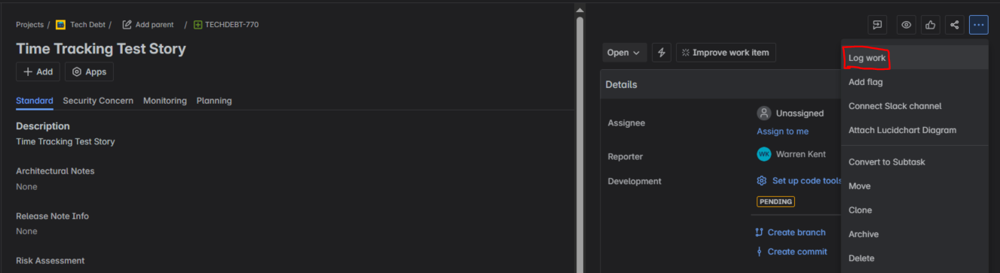 Projects / Tech Debt / Add parent / TECHDEBT-770
Time Tracking Test Story
Add Apps
Standard Security Concern Monitoring Planning
Description
Time Tracking Test Story
Architectural Notes
None
Release Note Info
None
Risk Assessment
Open Improve work item
Details
Assignee
Unassigned
Assign to me
Reporter
WK Warren Kent
Development
Set up code tools
PENDING
Create branch
Create commit
Log work
Add flag
Connect Slack channel
Attach Lucidchart Diagram
Convert to Subtask
Move
Clone
Archive
Delete